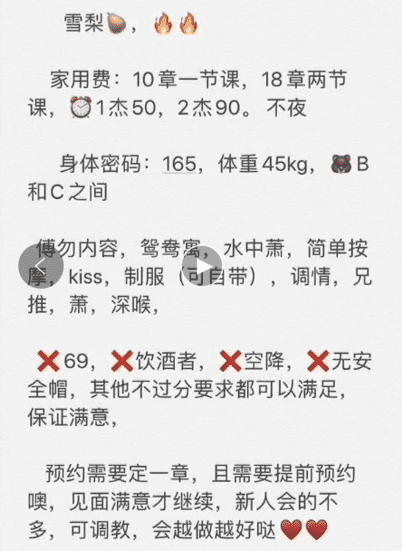 雪梨🍠，🔥🔥
家用费：10章一节课，18章两节
课，⏰1杰50，2杰90。不夜
身体密码：165，体重45kg，🐻B
和C之间
傅勿内容，鸳鸯寓，水中萧，简单按
摩，kiss，制服（可自带），调情，兄
推，萧，深喉，
❌69，❌饮酒者，❌空降，❌无安
全帽，其他不过分要求都可以满足，
保证满意，
预约需要定一章，且需要提前预约
噢，见面满意才继续，新人会的不
多，可调教，会越做越好哒♥️♥️